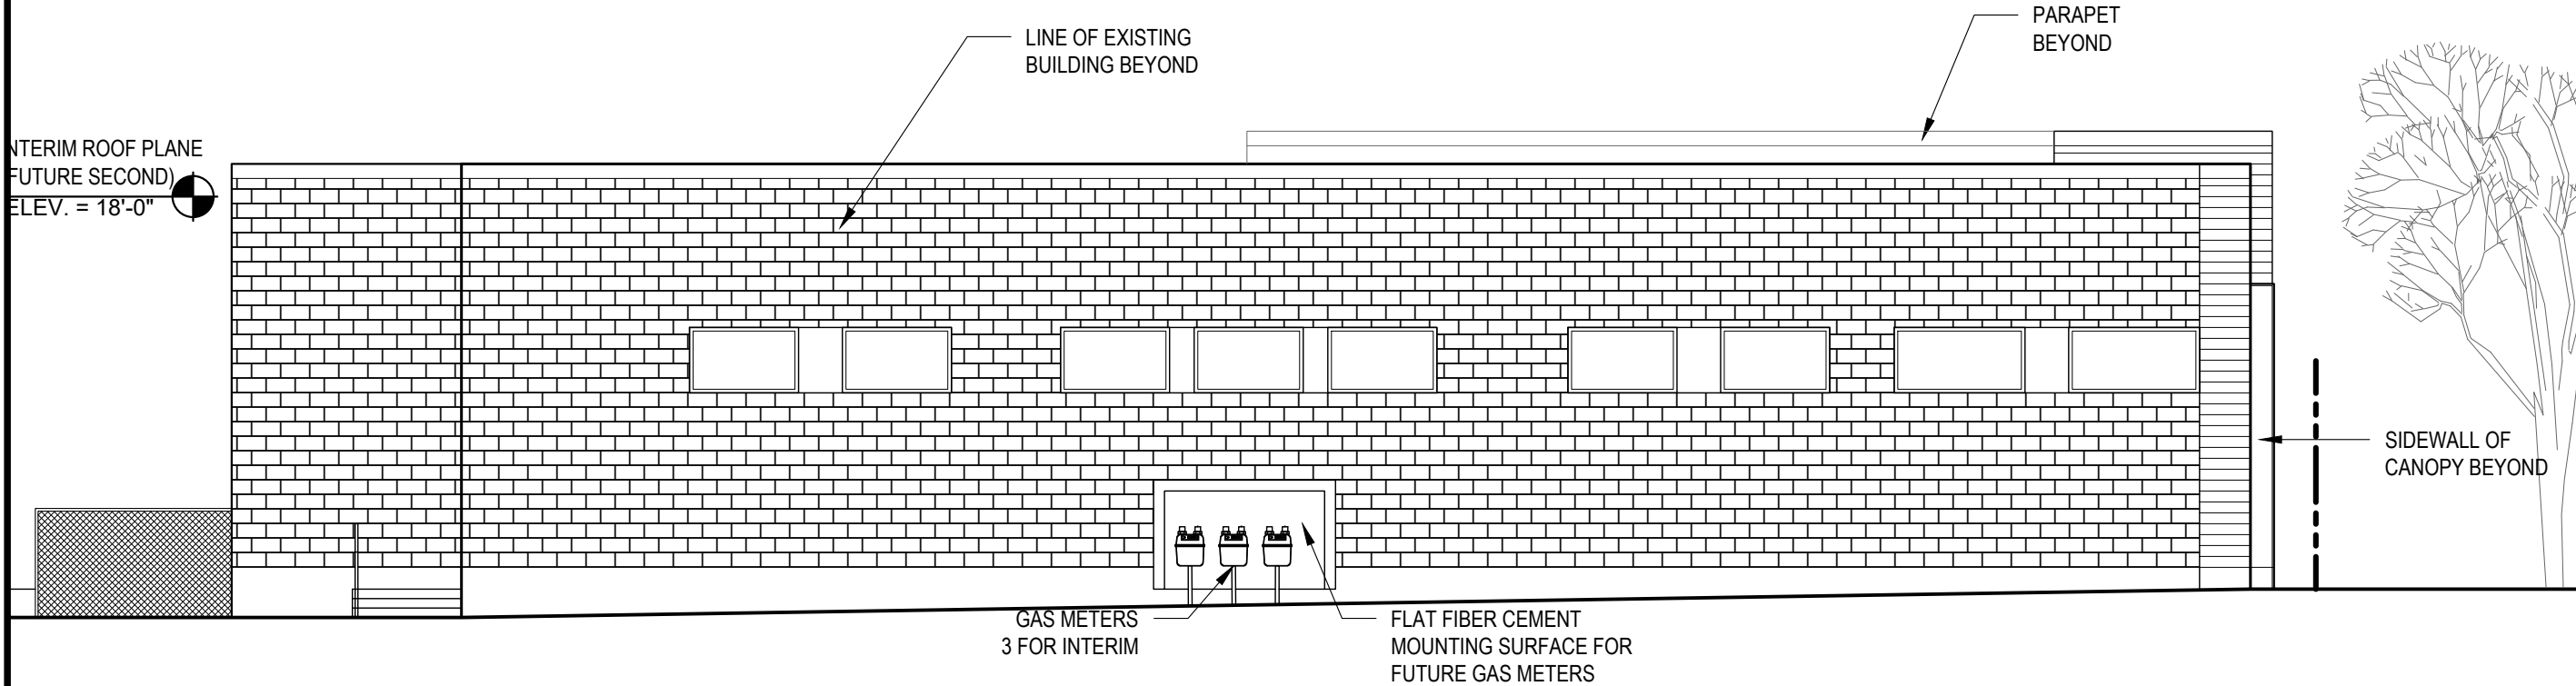 LINE OF EXISTING
BUILDING BEYOND
PARAPET
BEYOND
NTERIM ROOF PLANE
FUTURE SECOND)
ELEV. = 18'-0"
SIDEWALL OF
CANOPY BEYOND
GAS METERS
3 FOR INTERIM
FLAT FIBER CEMENT
MOUNTING SURFACE FOR
FUTURE GAS METERS